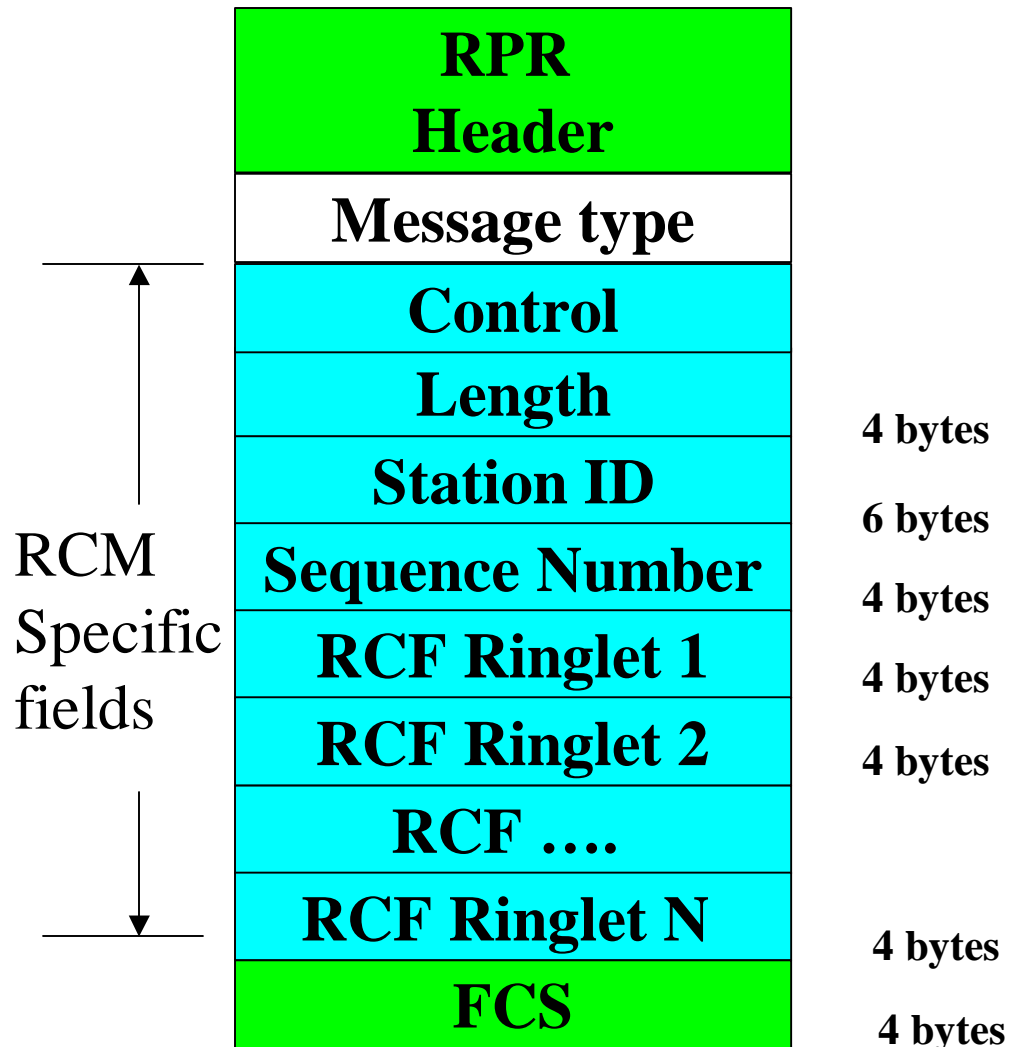 RPR
Header
Message type
Control
Length
4 bytes
Station ID
6 bytes
Sequence Number
4 bytes
RCF Ringlet 1
4 bytes
RCF Ringlet 2
4 bytes
RCF ....
RCF Ringlet N
4 bytes
FCS
4 bytes
RCM
Specific
fields